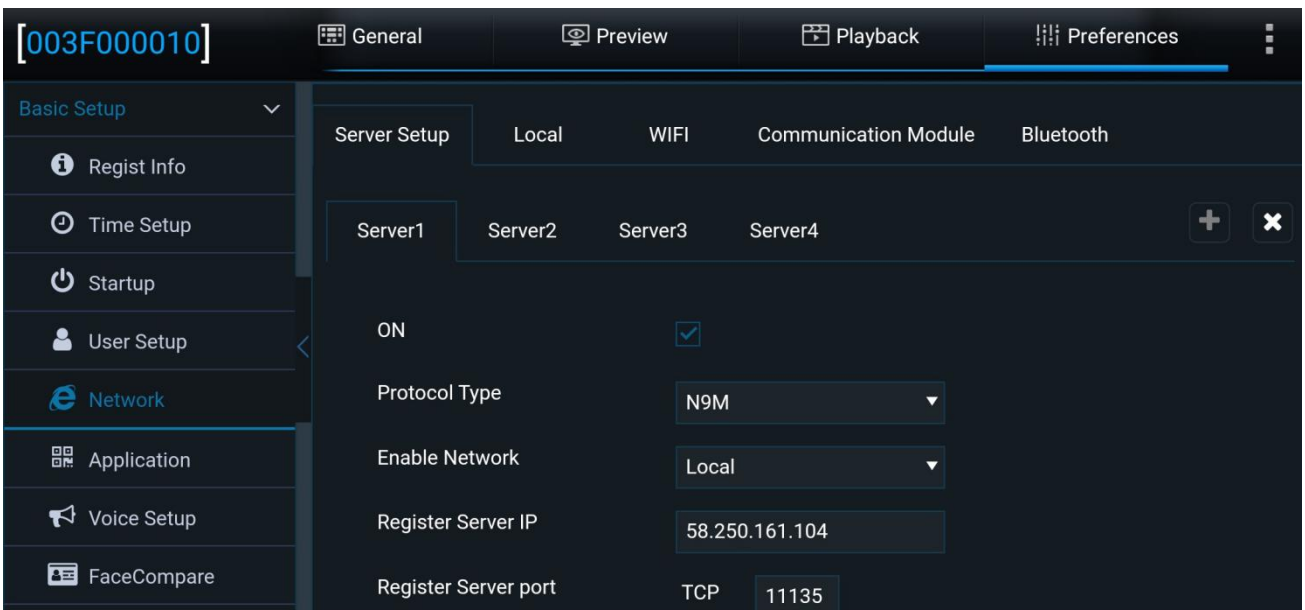 [003F000010]
General
Preview
Playback
Preferences
Basic Setup
Regist Info
Time Setup
Startup
User Setup
Network
Application
Voice Setup
FaceCompare
Server Setup
Local
WIFI
Communication Module
Bluetooth
Server1
Server2
Server3
Server4
ON
Protocol Type
N9M
Enable Network
Local
Register Server IP
58.250.161.104
Register Server port
TCP
11135